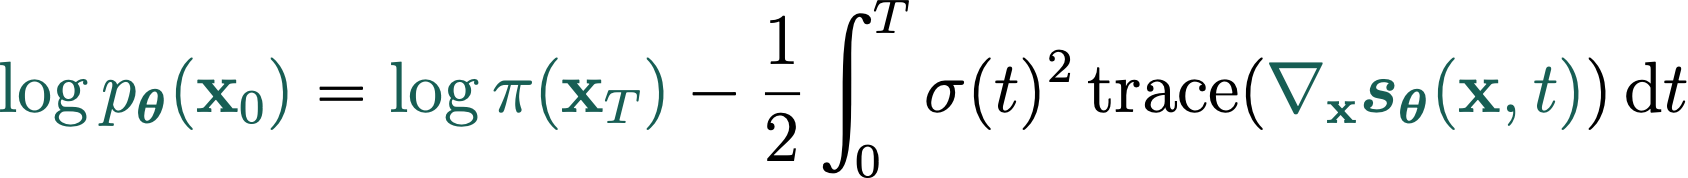 log p_θ(x_0) = log π(x_T) − 1/2 ∫_0^T σ(t)^2 trace(∇_x s_θ(x, t)) dt